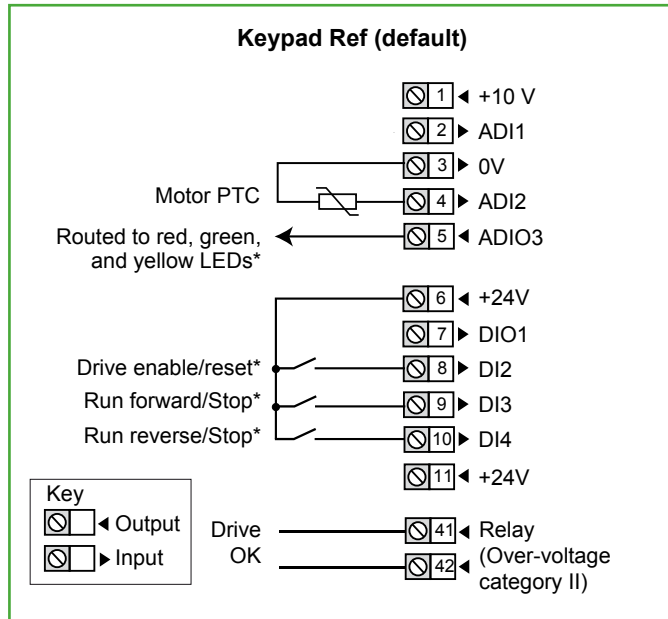 Keypad Ref (default)
1 +10 V
2 ADI1
3 0V
Motor PTC 4 ADI2
Routed to red, green, 5 ADIO3
and yellow LEDs*
6 +24V
7 DIO1
Drive enable/reset* 8 DI2
Run forward/Stop* 9 DI3
Run reverse/Stop* 10 DI4
11 +24V
Key
Output
Input
Drive 41 Relay
OK 42 (Over-voltage
category II)